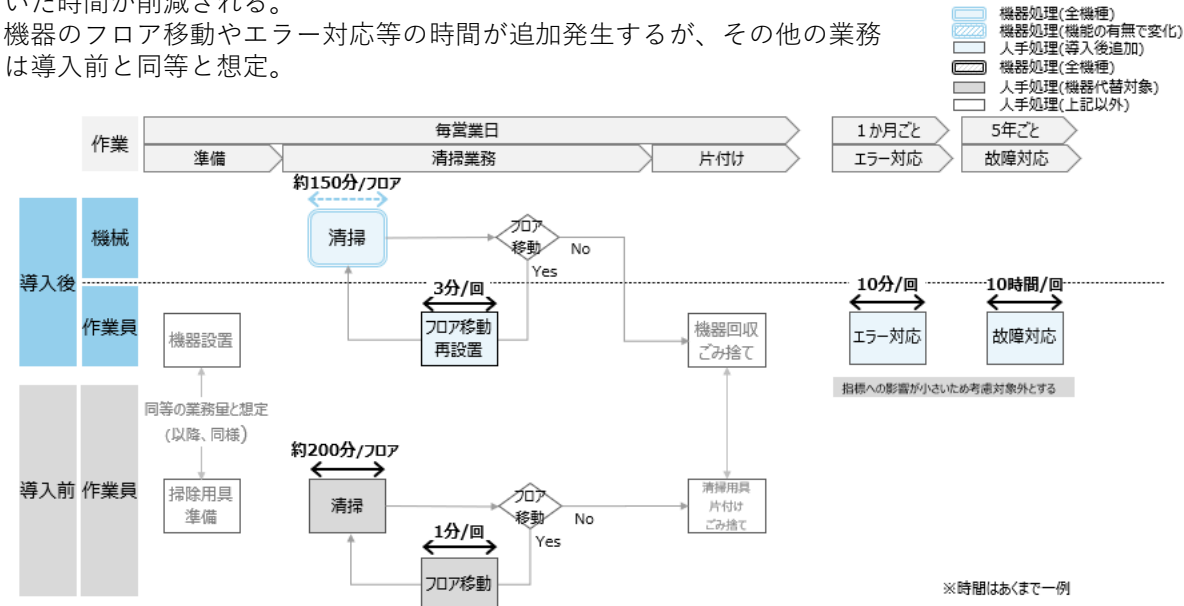 いた時間が削減される。
機器のフロア移動やエラー対応等の時間が追加発生するが、その他の業務
は導入前と同等と想定。
機器処理(全機種)
機器処理(機能の有無で変化)
人手処理(導入後追加)
機器処理(全機種)
人手処理(機器代替対象)
人手処理(上記以外)
作業
毎営業日
1か月ごと
5年ごと
準備
清掃業務
片付け
エラー対応
故障対応
約150分/フロア
導入後
機械
清掃
フロア
移動
No
Yes
作業員
機器設置
3分/回
フロア移動
再設置
機器回収
ごみ捨て
10分/回
エラー対応
10時間/回
故障対応
指標への影響が小さいため考慮対象外とする
同等の業務量と想定
(以降、同様)
導入前
作業員
掃除用具
準備
約200分/フロア
清掃
フロア
移動
No
Yes
1分/回
フロア移動
清掃用具
片付け
ごみ捨て
※時間はあくまで一例